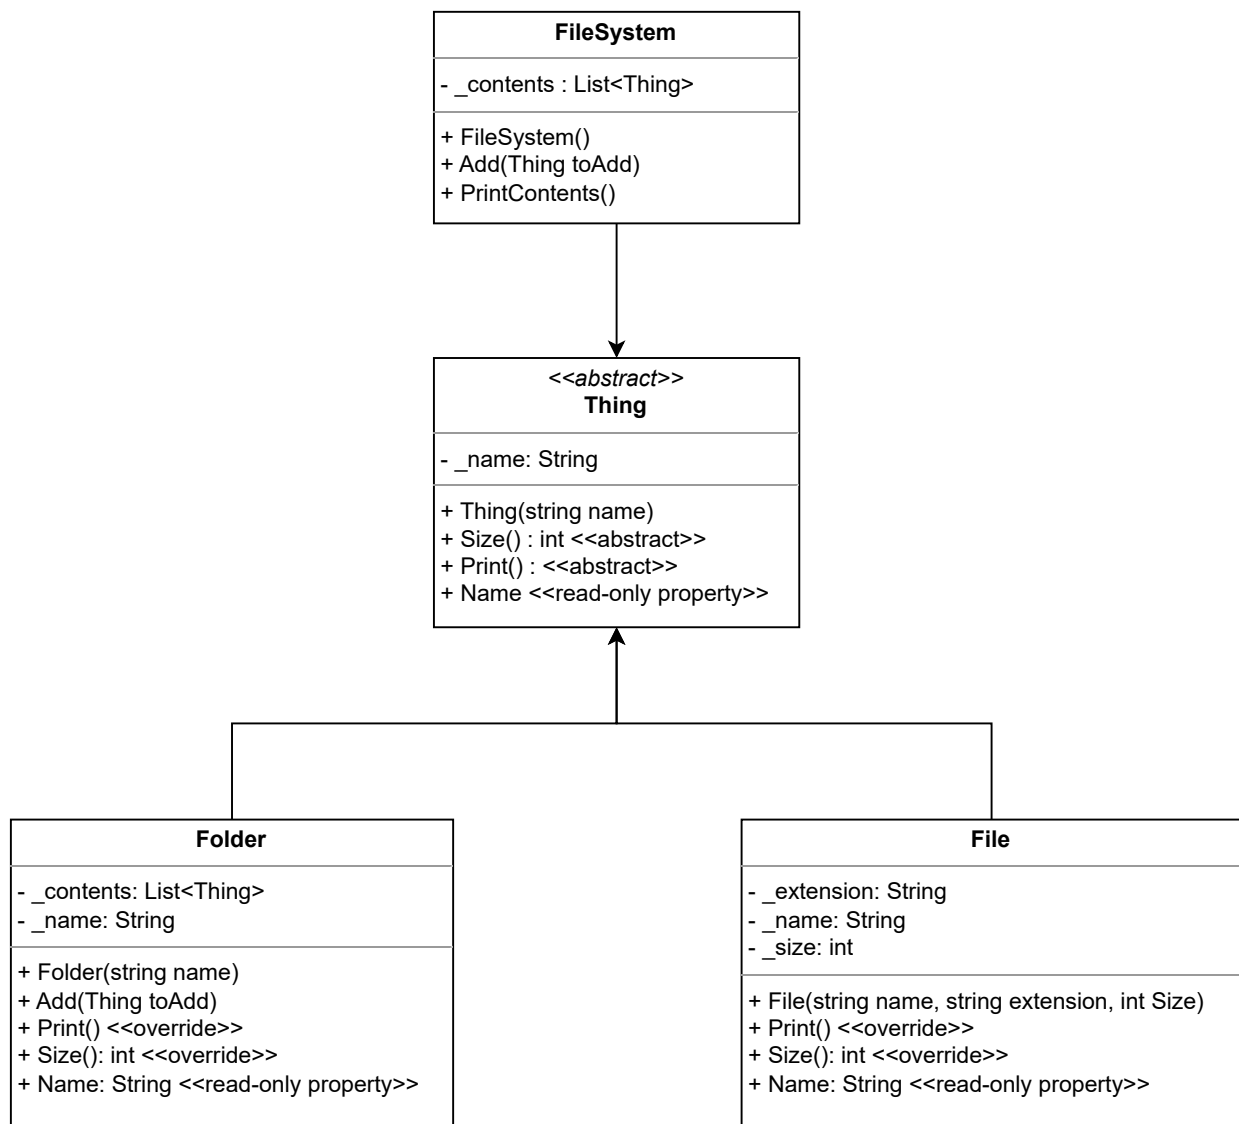 FileSystem
- _contents : List<Thing>
+ FileSystem()
+ Add(Thing toAdd)
+ PrintContents()
<<abstract>>
Thing
- _name: String
+ Thing(string name)
+ Size() : int <<abstract>>
+ Print() : <<abstract>>
+ Name <<read-only property>>
Folder
- _contents: List<Thing>
- _name: String
+ Folder(string name)
+ Add(Thing toAdd)
+ Print() <<override>>
+ Size(): int <<override>>
+ Name: String <<read-only property>>
File
- _extension: String
- _name: String
- _size: int
+ File(string name, string extension, int Size)
+ Print() <<override>>
+ Size(): int <<override>>
+ Name: String <<read-only property>>